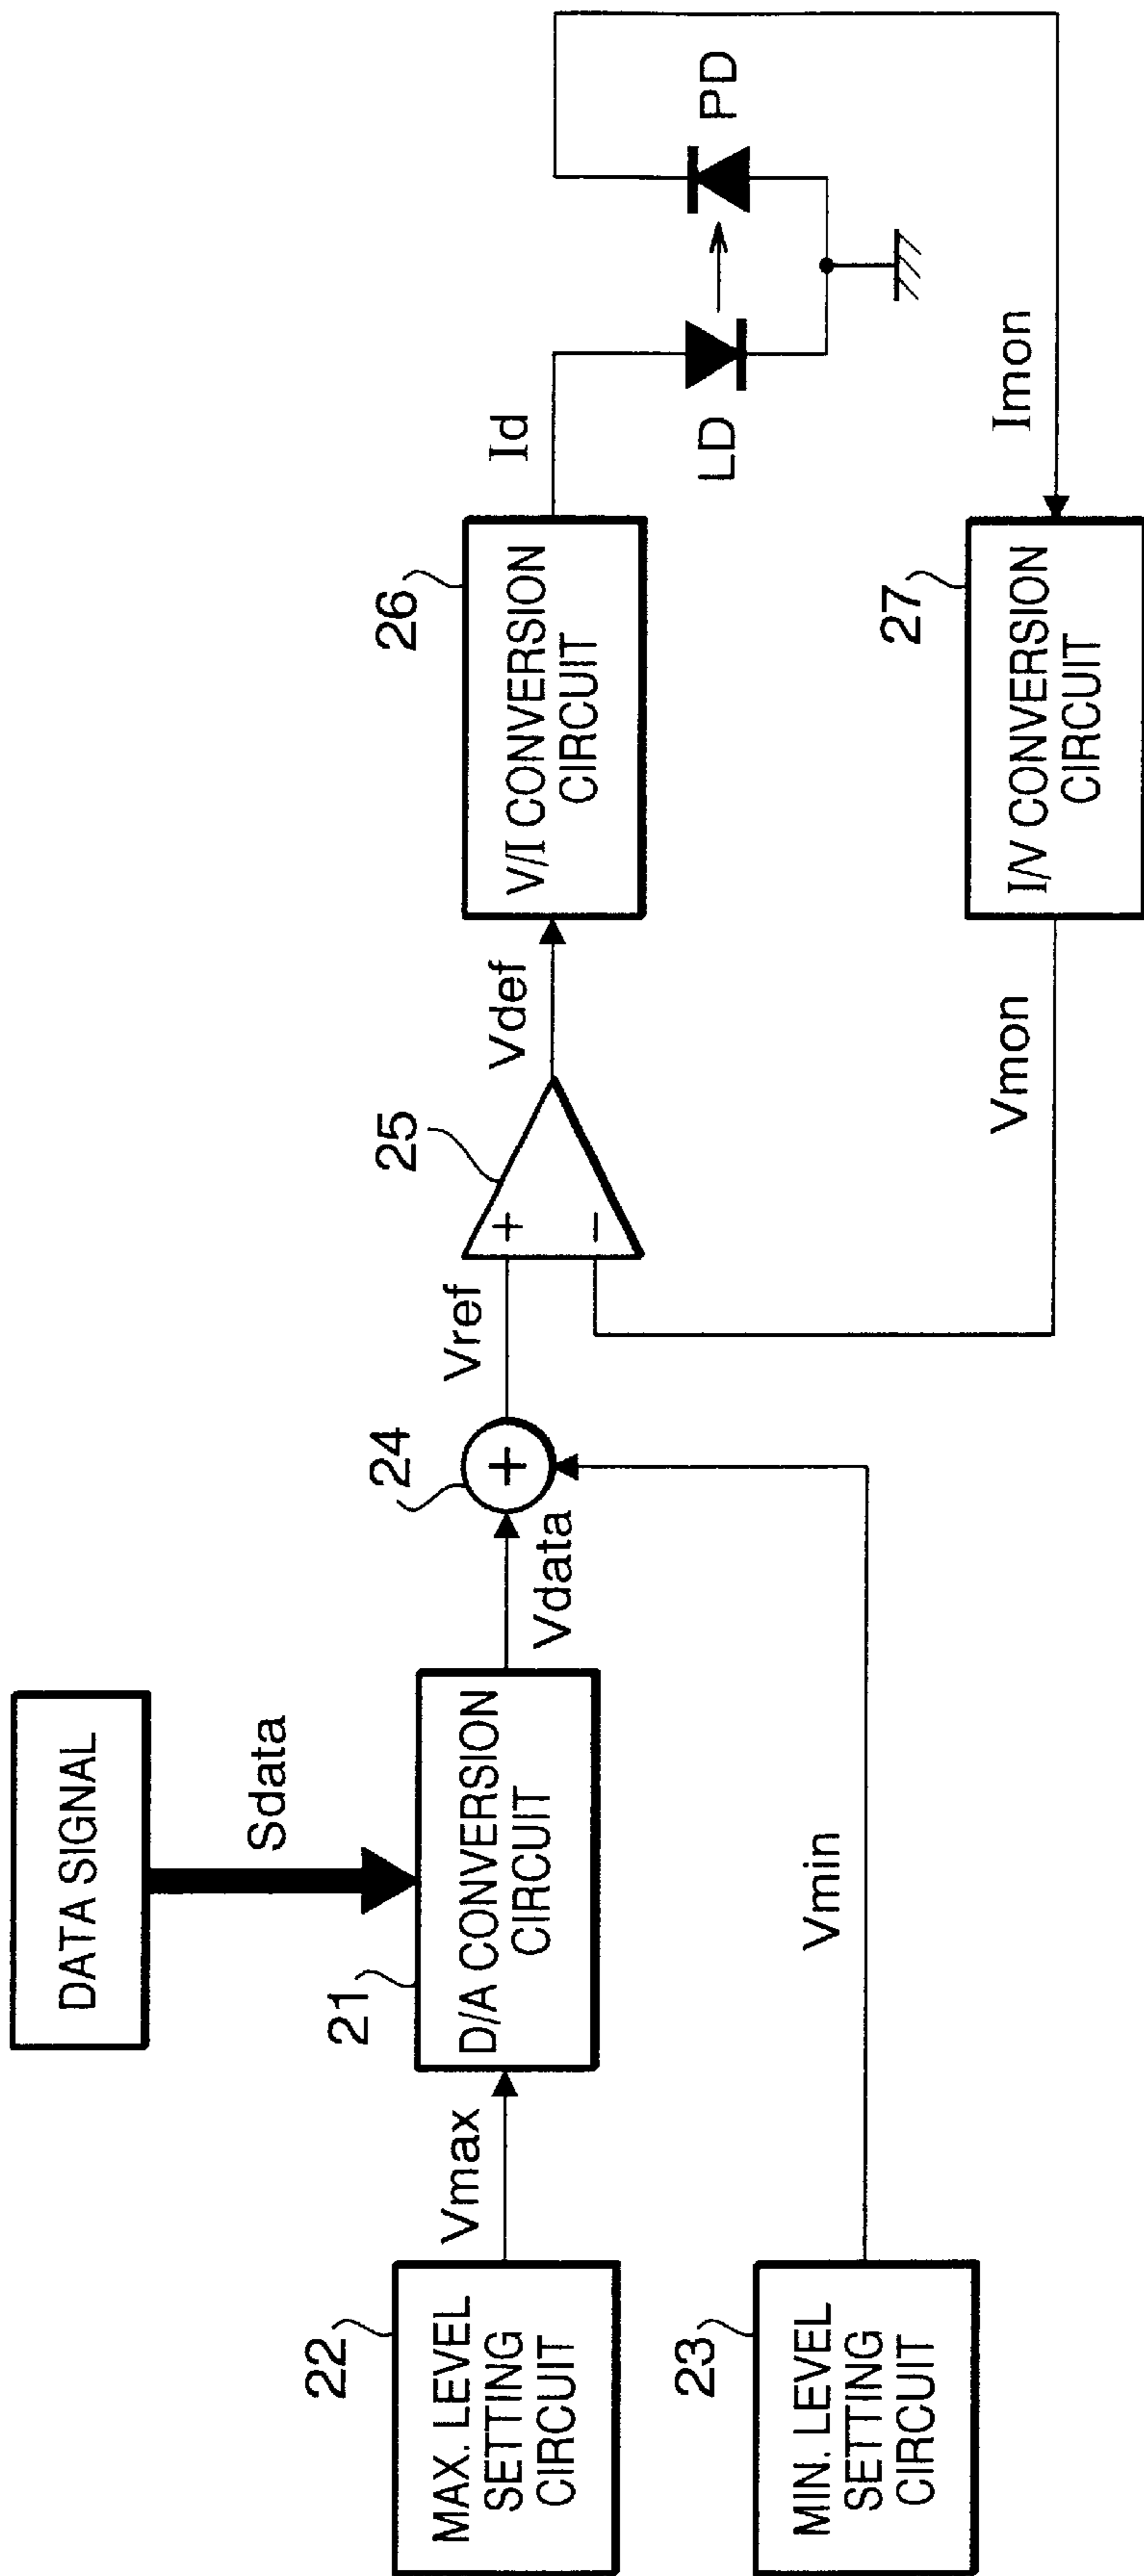 DATA SIGNAL
Sdata
22
MAX. LEVEL
SETTING
CIRCUIT
Vmax
21
D/A CONVERSION
CIRCUIT
Vdata
24
+
Vref
25
+
−
Vdef
26
V/I CONVERSION
CIRCUIT
Id
LD
PD
23
MIN. LEVEL
SETTING
CIRCUIT
Vmin
Vmon
27
I/V CONVERSION
CIRCUIT
Imon